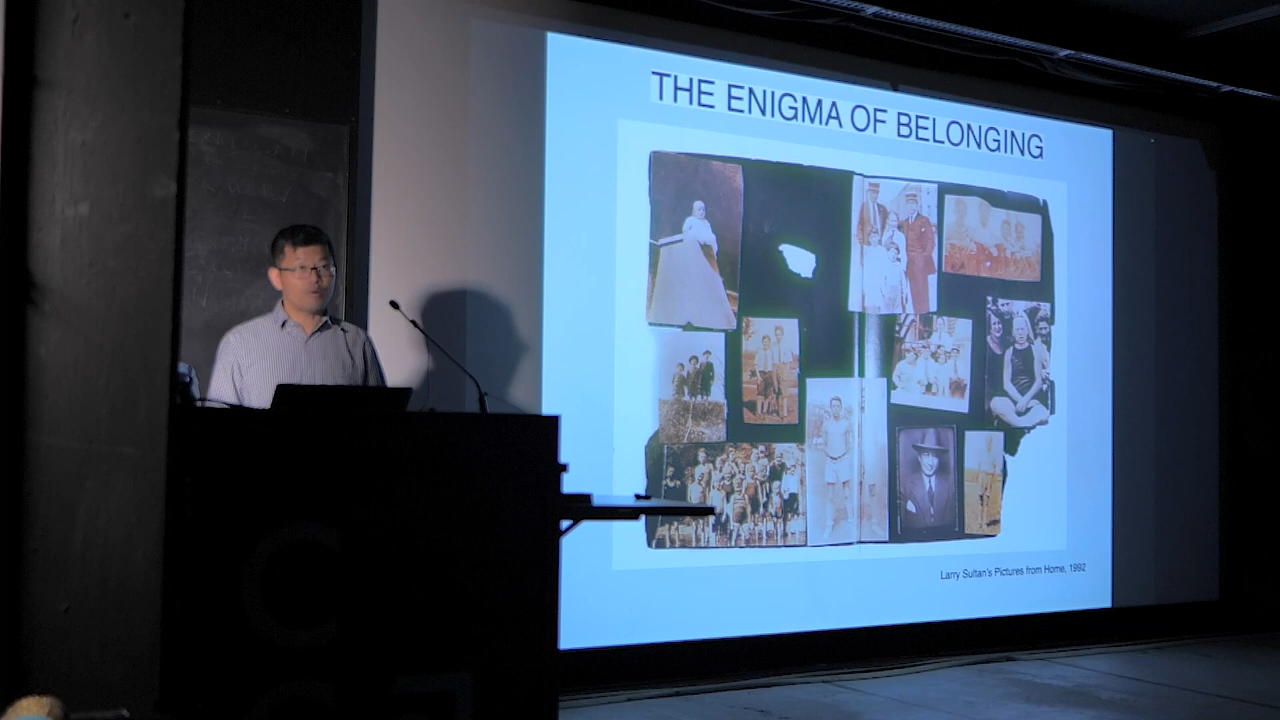 THE ENIGMA OF BELONGING
Larry Sultan's Pictures from Home, 1992